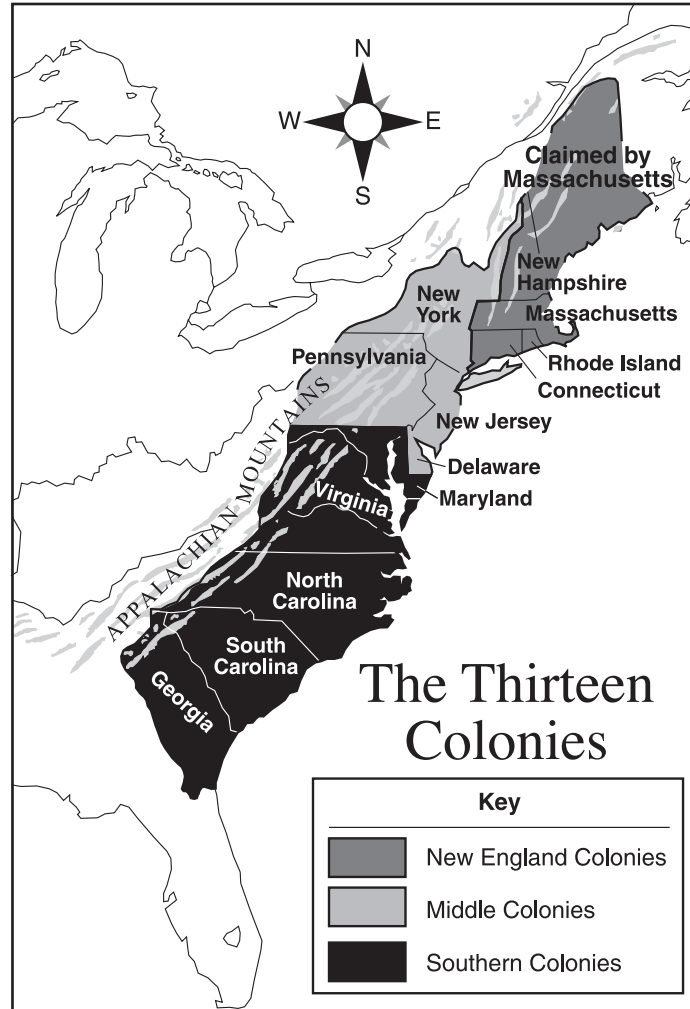 N
W
E
S
Claimed by
Massachusetts
New
Hampshire
New
York
Massachusetts
Pennsylvania
Rhode Island
Connecticut
New Jersey
Delaware
Maryland
Virginia
APPALACHIAN MOUNTAINS
North
Carolina
South
Carolina
Georgia
The Thirteen
Colonies
Key
New England Colonies
Middle Colonies
Southern Colonies